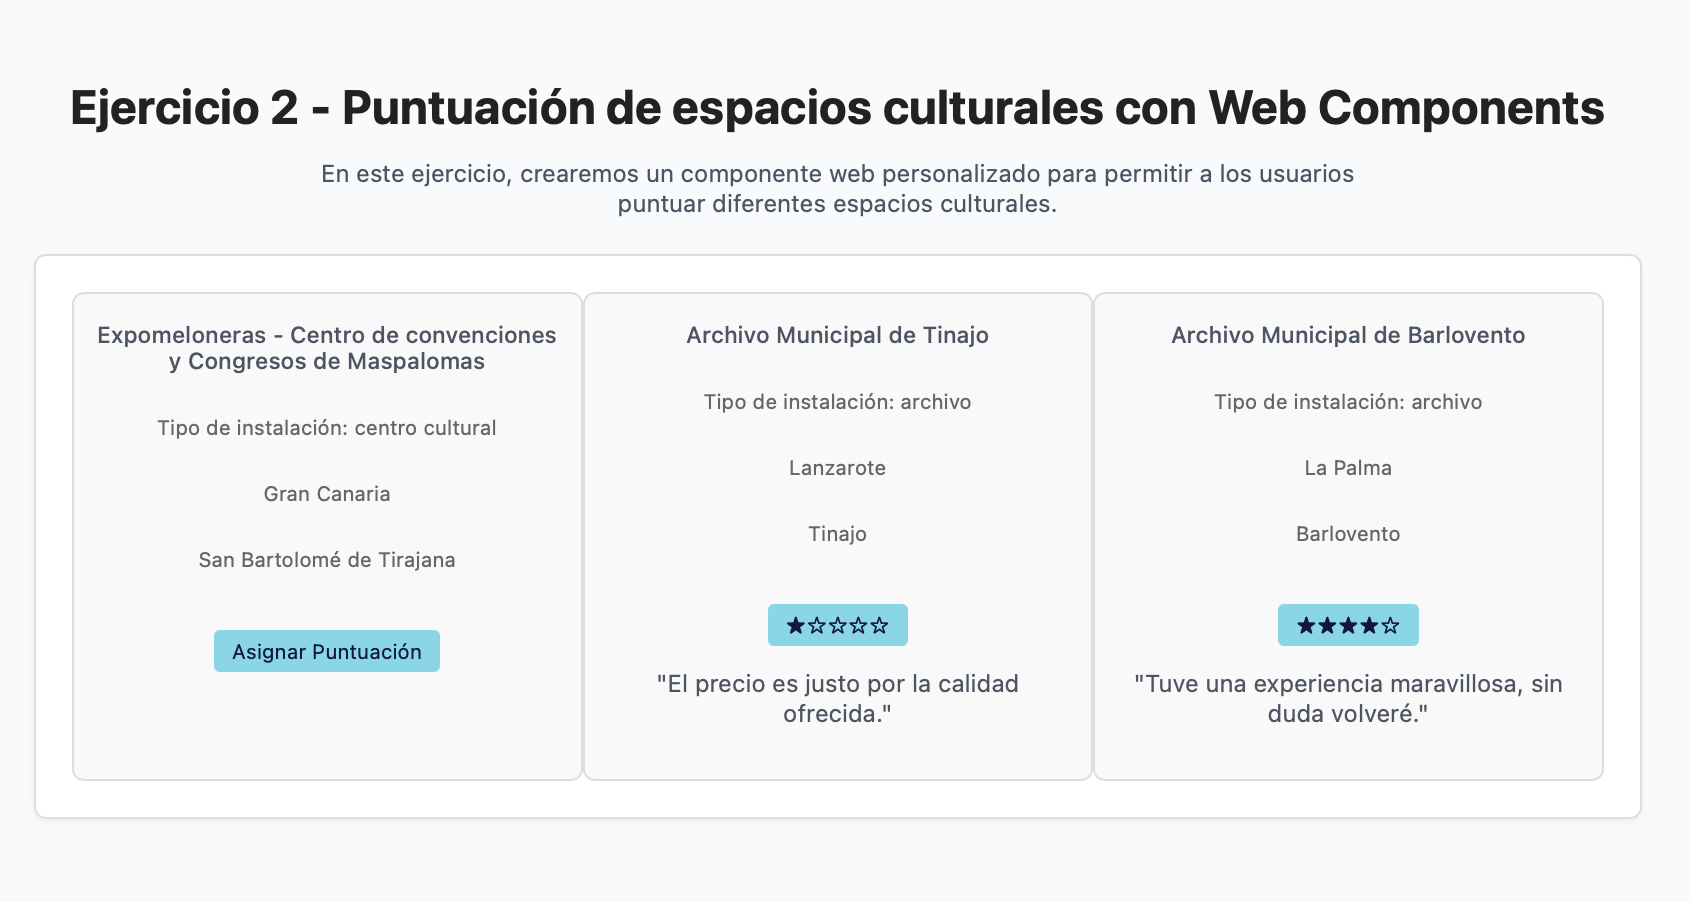 Ejercicio 2 - Puntuación de espacios culturales con Web Components
En este ejercicio, crearemos un componente web personalizado para permitir a los usuarios
puntuar diferentes espacios culturales.
Expomeloneras - Centro de convenciones
y Congresos de Maspalomas
Tipo de instalación: centro cultural
Gran Canaria
San Bartolomé de Tirajana
Asignar Puntuación
Archivo Municipal de Tinajo
Tipo de instalación: archivo
Lanzarote
Tinajo
★☆☆☆☆
"El precio es justo por la calidad
ofrecida."
Archivo Municipal de Barlovento
Tipo de instalación: archivo
La Palma
Barlovento
★★★★☆
"Tuve una experiencia maravillosa, sin
duda volveré."